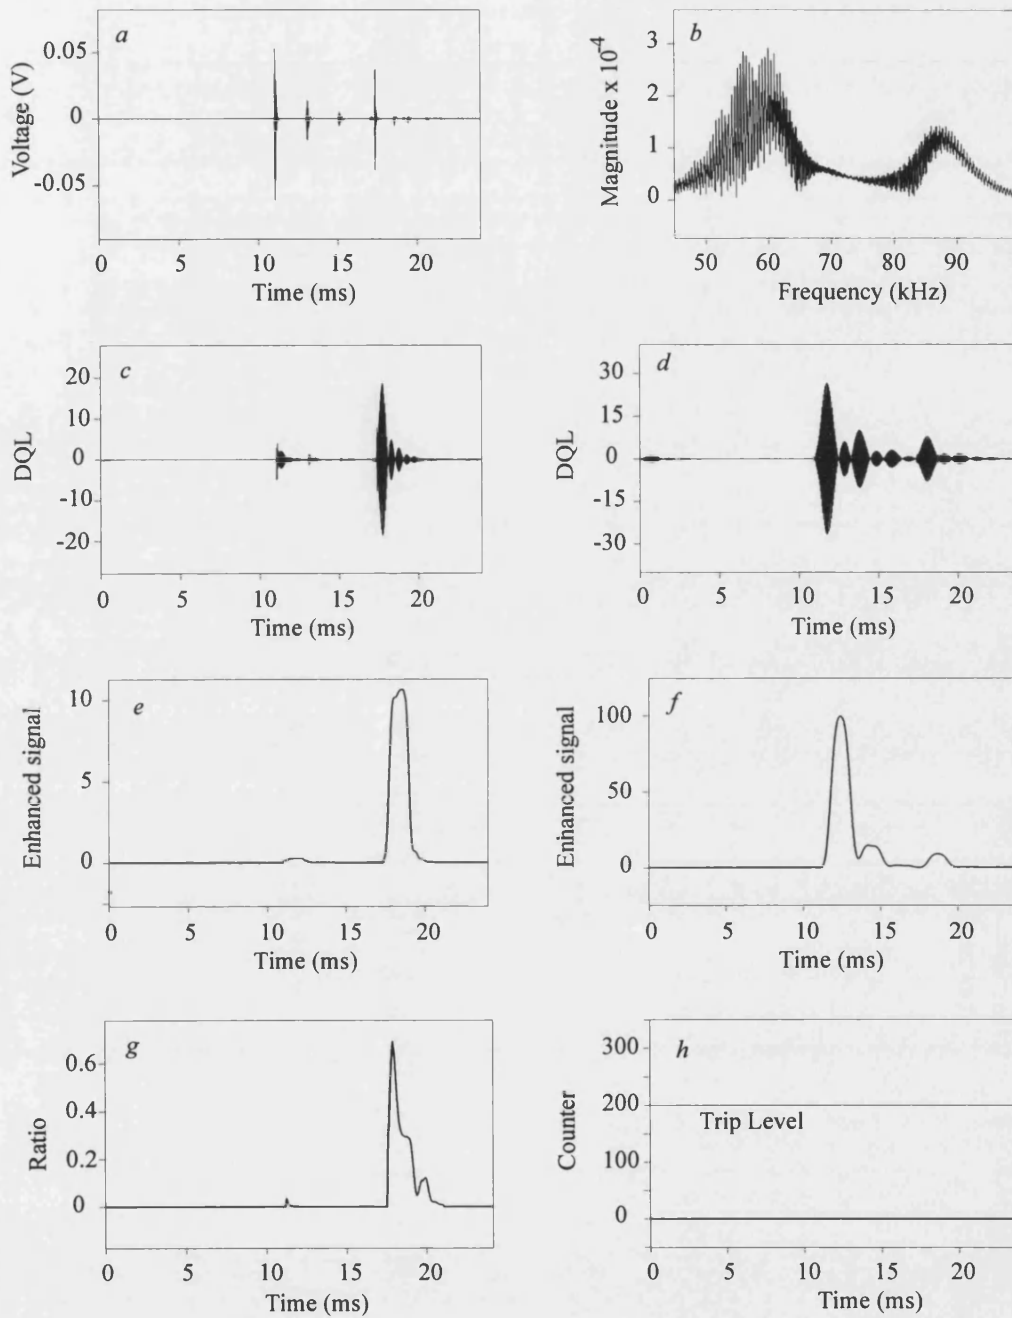 a
Voltage (V)
0.05
0
-0.05
0 5 10 15 20
Time (ms)
b
Magnitude x 10-4
3
2
1
0
50 60 70 80 90
Frequency (kHz)
c
DQL
20
10
0
-10
-20
0 5 10 15 20
Time (ms)
d
DQL
30
15
0
-15
-30
0 5 10 15 20
Time (ms)
e
Enhanced signal
10
5
0
0 5 10 15 20
Time (ms)
f
Enhanced signal
100
50
0
0 5 10 15 20
Time (ms)
g
Ratio
0.6
0.4
0.2
0
0 5 10 15 20
Time (ms)
h
Counter
300
200
100
0
Trip Level
0 5 10 15 20
Time (ms)